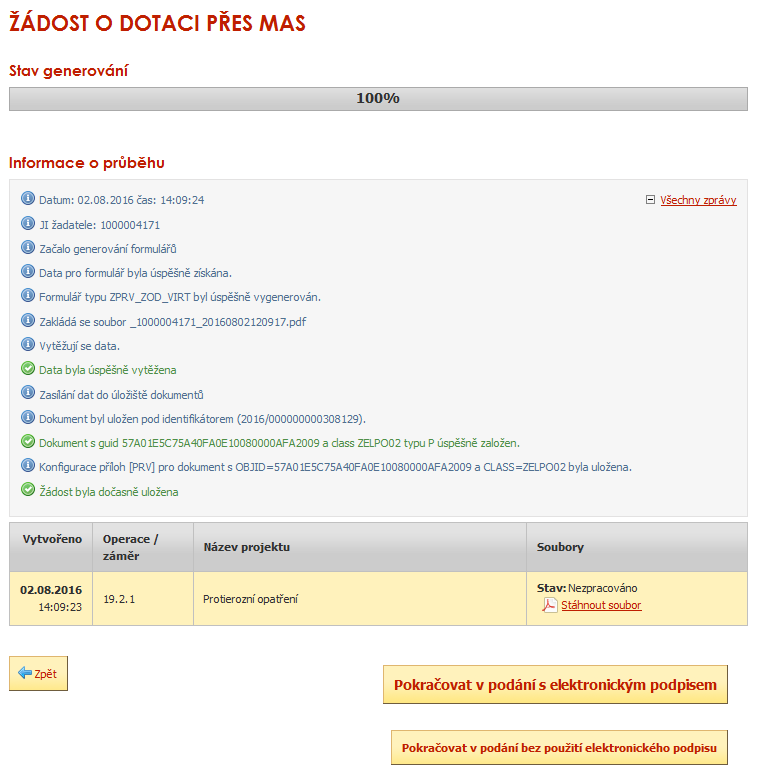 ŽÁDOST O DOTACI PŘES MAS
Stav generování
100%
Informace o průběhu
Datum: 02.08.2016 čas: 14:09:24
Všechny zprávy
JI žadatele: 1000004171
Začalo generování formulářů
Data pro formulář byla úspěšně získána.
Formulář typu ZPRV_ZOD_VIRT byl úspěšně vygenerován.
Zakládá se soubor _1000004171_20160802120917.pdf
Vytěžují se data.
Data byla úspěšně vytěžena
Zasílání dat do úložiště dokumentů
Dokument byl uložen pod identifikátorem (2016/000000000308129).
Dokument s guid 57A01E5C75A40FA0E10080000AFA2009 a class ZELPO02 typu P úspěšně založen.
Konfigurace příloh [PRV] pro dokument s OBJID=57A01E5C75A40FA0E10080000AFA2009 a CLASS=ZELPO02 byla uložena.
Žádost byla dočasně uložena
Vytvořeno
Operace /
záměr
Název projektu
Soubory
02.08.2016
14:09:23
19.2.1
Protierozní opatření
Stav: Nezpracováno
Stáhnout soubor
Zpět
Pokračovat v podání s elektronickým podpisem
Pokračovat v podání bez použití elektronického podpisu